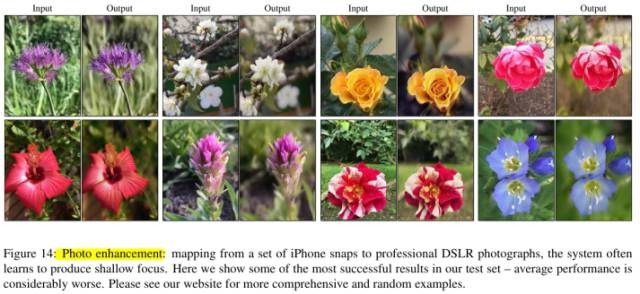 Input Output Input Output Input Output Input Output
Figure 14: Photo enhancement: mapping from a set of iPhone snaps to professional DSLR photographs, the system often
learns to produce shallow focus. Here we show some of the most successful results in our test set – average performance is
considerably worse. Please see our website for more comprehensive and random examples.